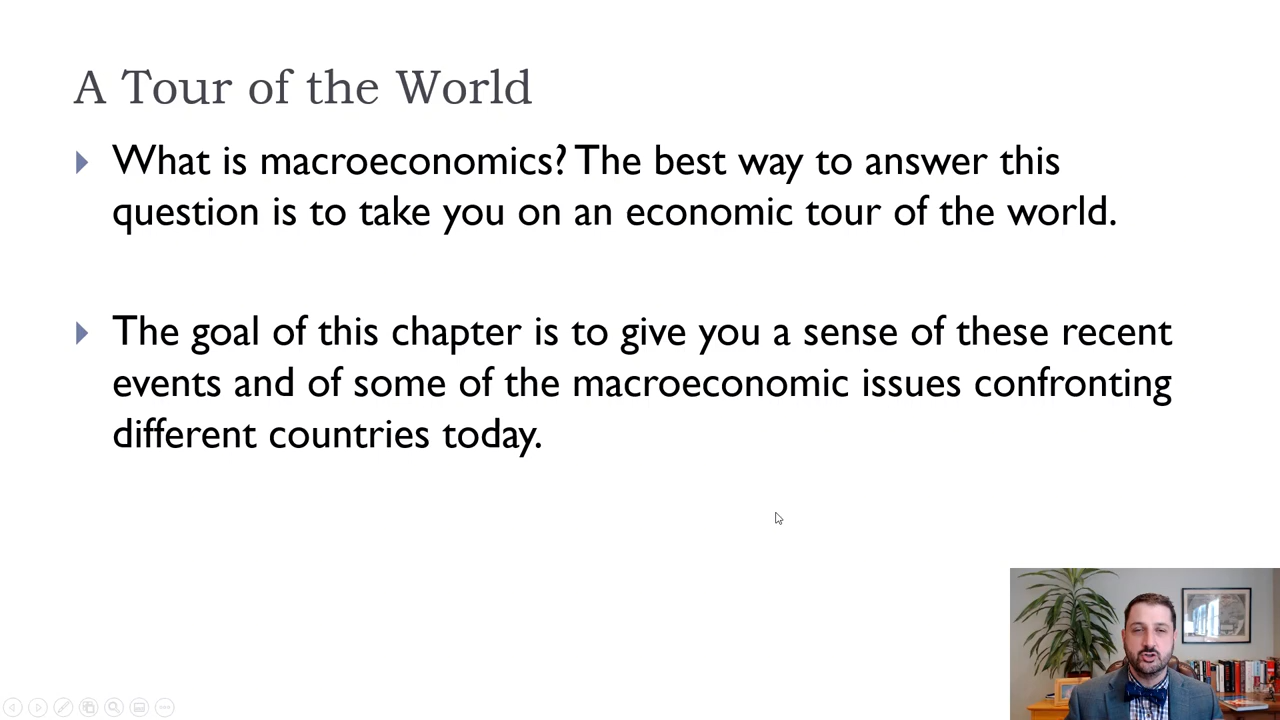 A Tour of the World
What is macroeconomics? The best way to answer this
question is to take you on an economic tour of the world.
The goal of this chapter is to give you a sense of these recent
events and of some of the macroeconomic issues confronting
different countries today.